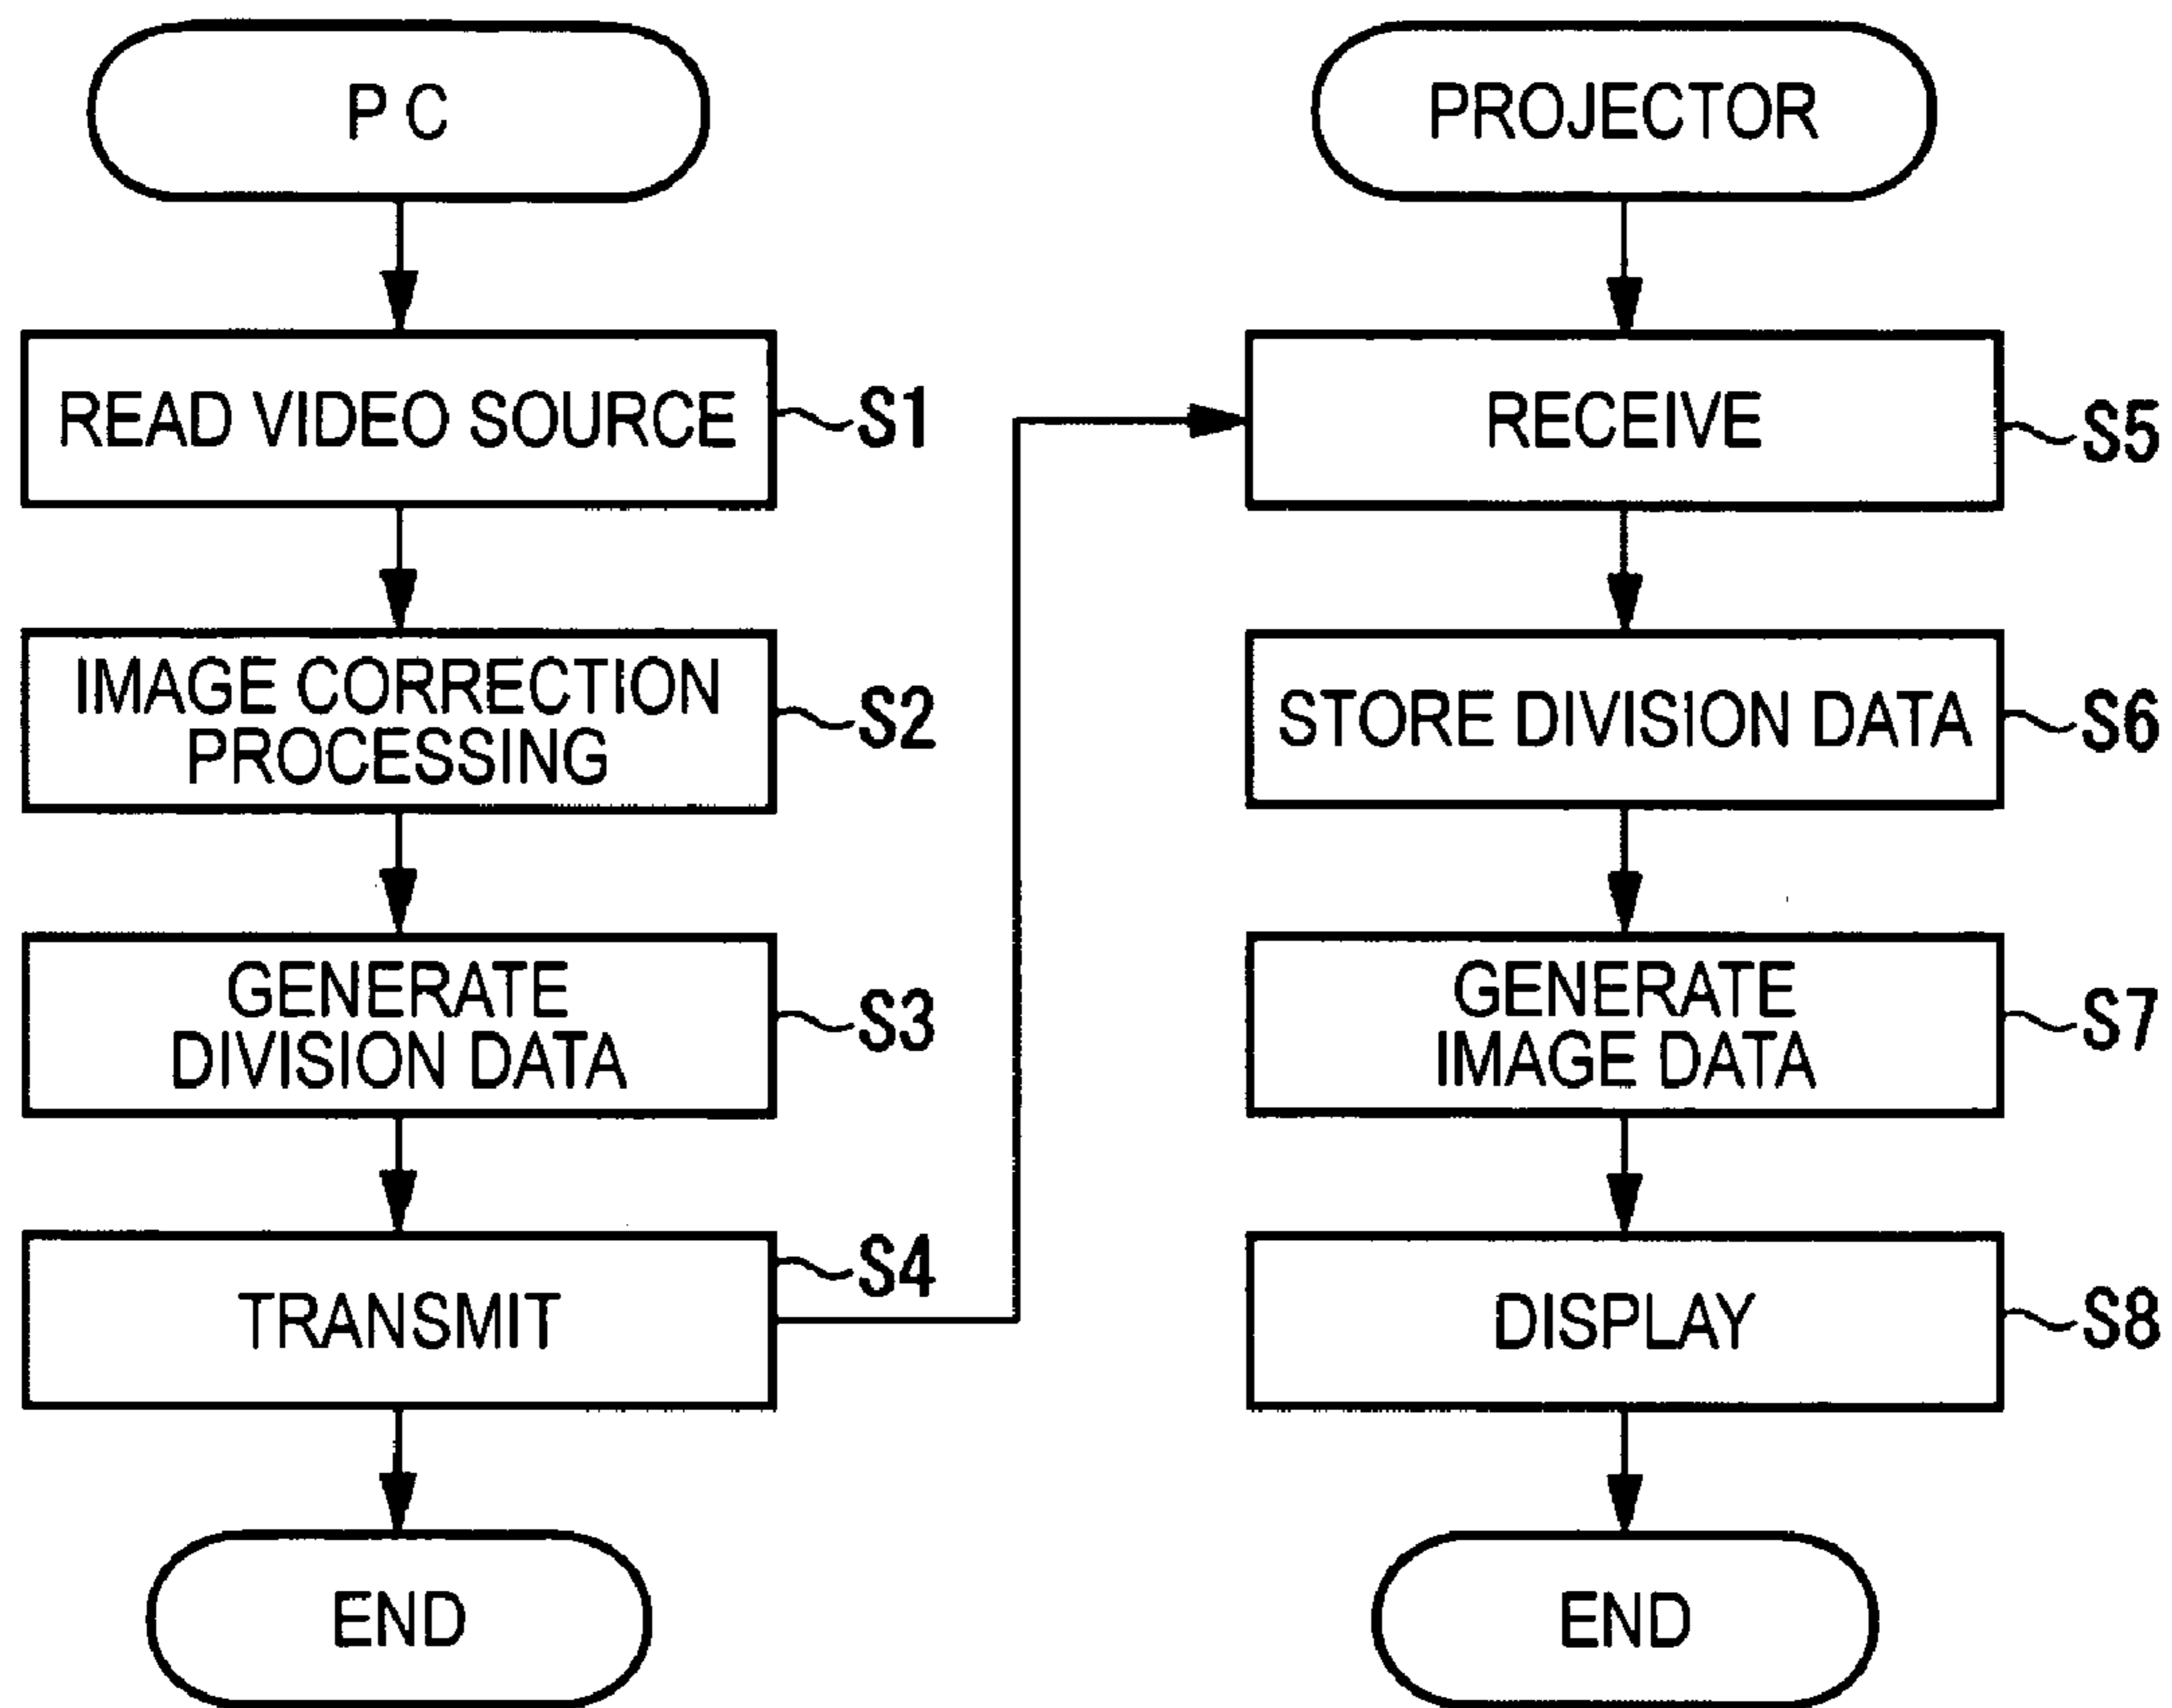 P C
READ VIDEO SOURCE
S1
IMAGE CORRECTION
PROCESSING
S2
GENERATE
DIVISION DATA
S3
TRANSMIT
S4
END
PROJECTOR
RECEIVE
S5
STORE DIVISION DATA
S6
GENERATE
IMAGE DATA
S7
DISPLAY
S8
END